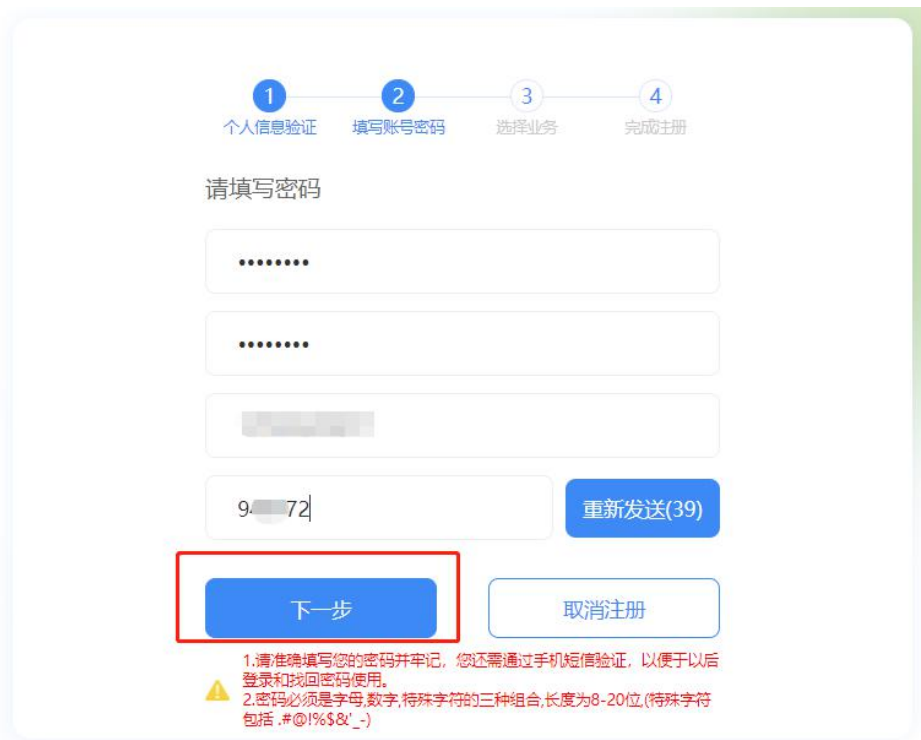 1 2 3 4
个人信息验证 填写账号密码 选择业务 完成注册
请填写密码
••••••••
••••••••
重新发送(39)
下一步 取消注册
1.请准确填写您的密码并牢记，您还需通过手机短信验证，以便于以后
登录和找回密码使用。
2.密码必须是字母,数字,特殊字符的三种组合,长度为8-20位,(特殊字符
包括 .#@!%$&'_-)